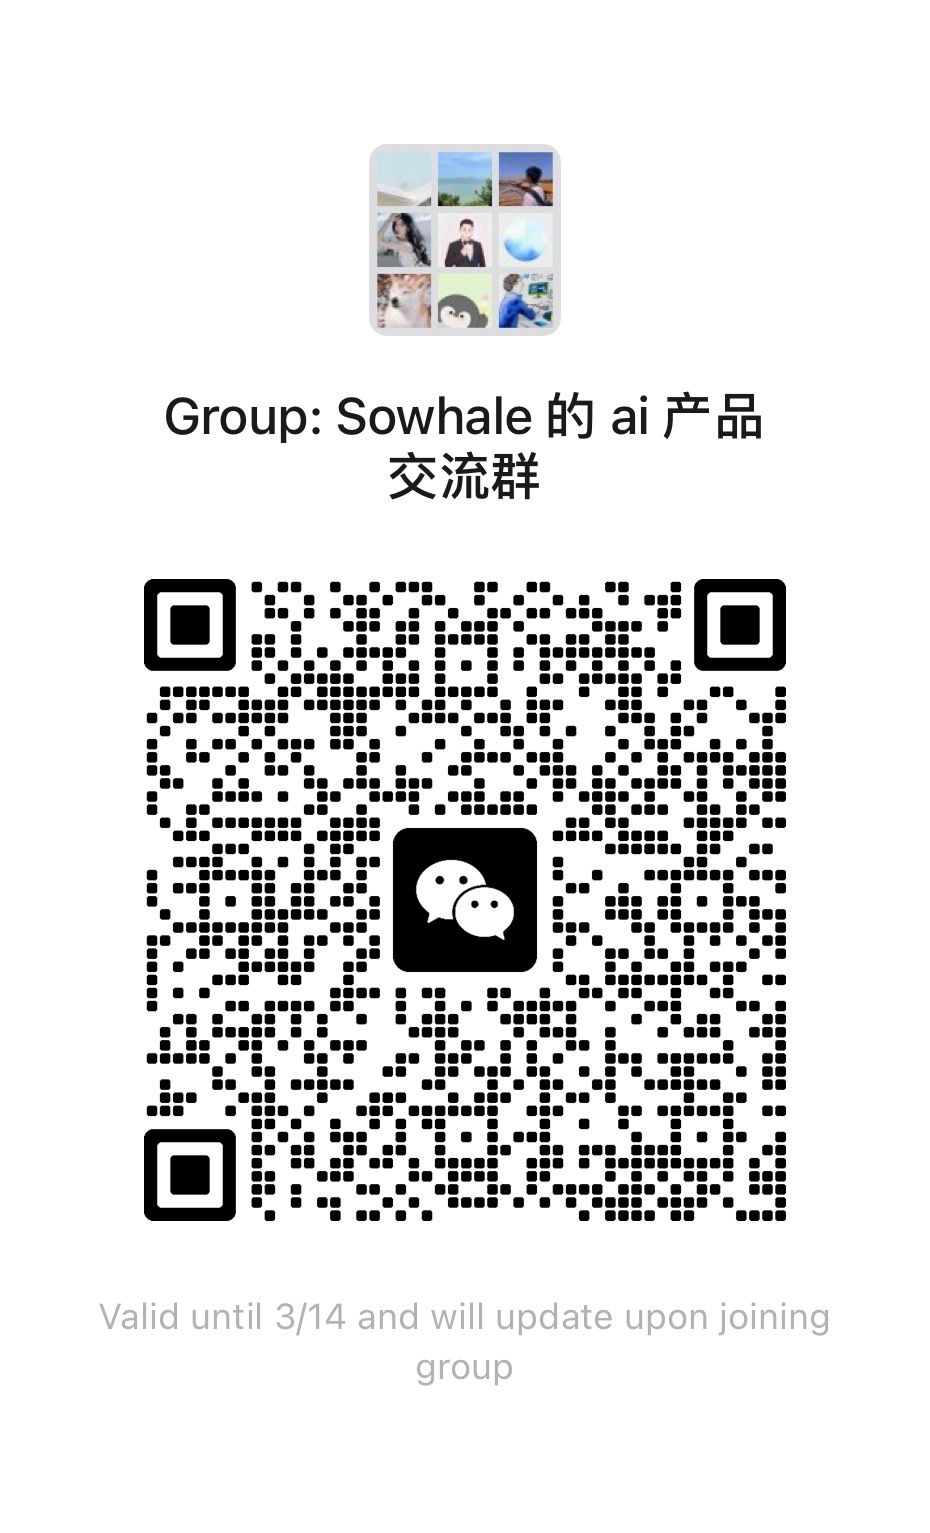 Group: Sowhale 的 ai 产品
交流群
Valid until 3/14 and will update upon joining
group